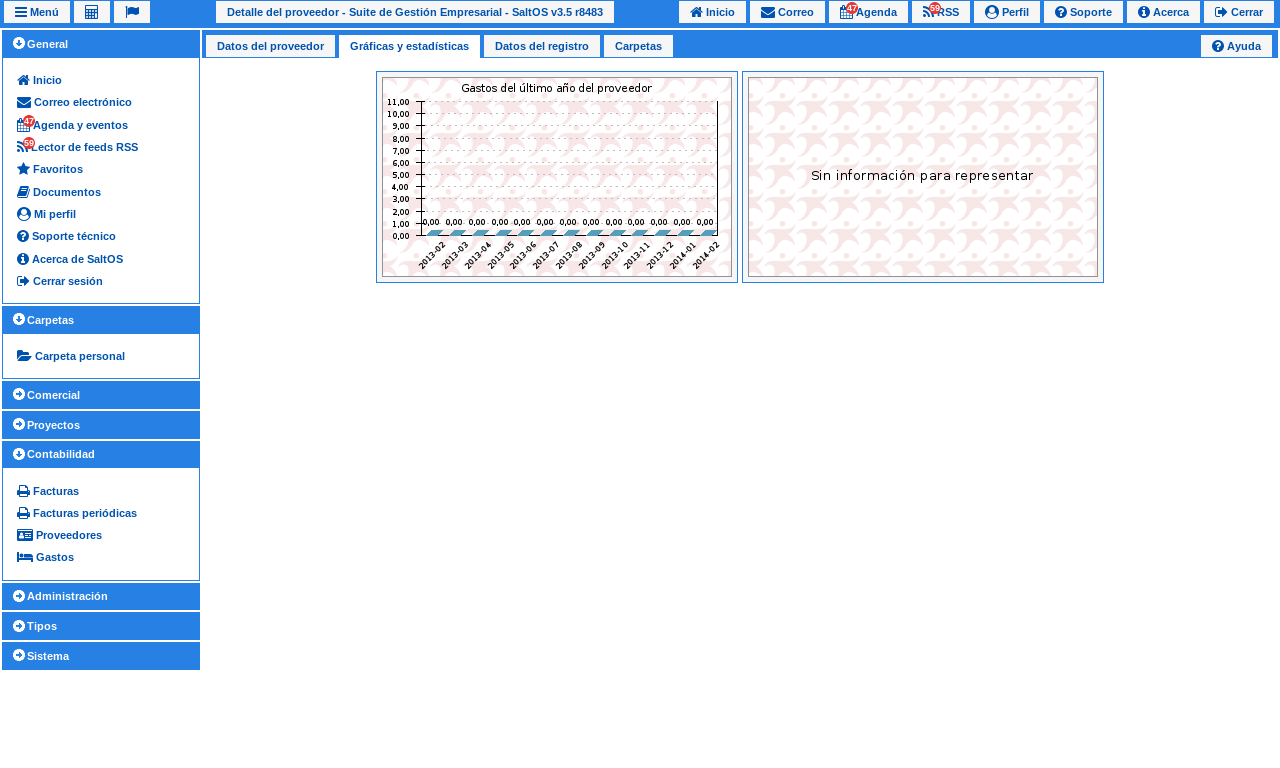 Menú
Detalle del proveedor - Suite de Gestión Empresarial - SaltOS v3.5 r8483
Inicio
Correo
47 Agenda
59 RSS
Perfil
Soporte
Acerca
Cerrar
General
Inicio
Correo electrónico
47 Agenda y eventos
59 Lector de feeds RSS
Favoritos
Documentos
Mi perfil
Soporte técnico
Acerca de SaltOS
Cerrar sesión
Carpetas
Carpeta personal
Comercial
Proyectos
Contabilidad
Facturas
Facturas periódicas
Proveedores
Gastos
Administración
Tipos
Sistema
Datos del proveedor
Gráficas y estadísticas
Datos del registro
Carpetas
Ayuda
Gastos del último año del proveedor
11,00
10,00
9,00
8,00
7,00
6,00
5,00
4,00
3,00
2,00
1,00
0,00
0,00 0,00 0,00 0,00 0,00 0,00 0,00 0,00 0,00 0,00 0,00 0,00 0,00
2013-02 2013-03 2013-04 2013-05 2013-06 2013-07 2013-08 2013-09 2013-10 2013-11 2013-12 2014-01 2014-02
Sin información para representar